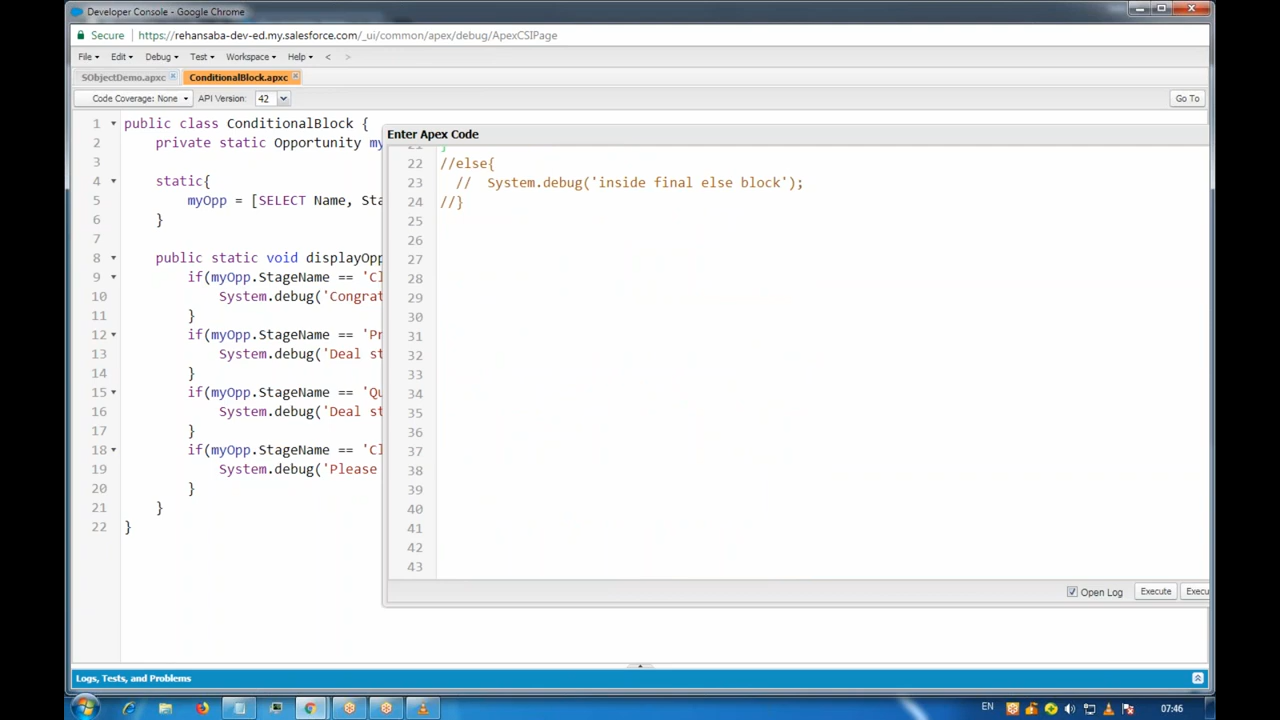 Developer Console - Google Chrome
Secure https://rehansaba-dev-ed.my.salesforce.com/_ui/common/apex/debug/ApexCSIPage
File Edit Debug Test Workspace Help < >
SObjectDemo.apxc ConditionalBlock.apxc
Code Coverage: None API Version: 42 Go To
1 public class ConditionalBlock {
2 private static Opportunity my
3
4 static{
5 myOpp = [SELECT Name, Sta
6 }
7
8 public static void displayOpp
9 if(myOpp.StageName == 'Cl
10 System.debug('Congrat
11 }
12 if(myOpp.StageName == 'Pr
13 System.debug('Deal st
14 }
15 if(myOpp.StageName == 'Qu
16 System.debug('Deal st
17 }
18 if(myOpp.StageName == 'Cl
19 System.debug('Please
20 }
21 }
22 }
Enter Apex Code
21 }
22 //else{
23 // System.debug('inside final else block');
24 //}
25
26
27
28
29
30
31
32
33
34
35
36
37
38
39
40
41
42
43
Open Log Execute Execu
Logs, Tests, and Problems
EN 07:46